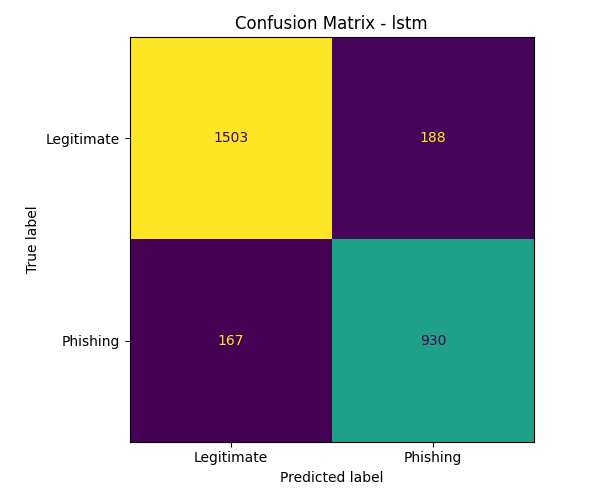 Confusion Matrix - lstm
True label
Legitimate
1503
188
Phishing
167
930
Legitimate
Phishing
Predicted label